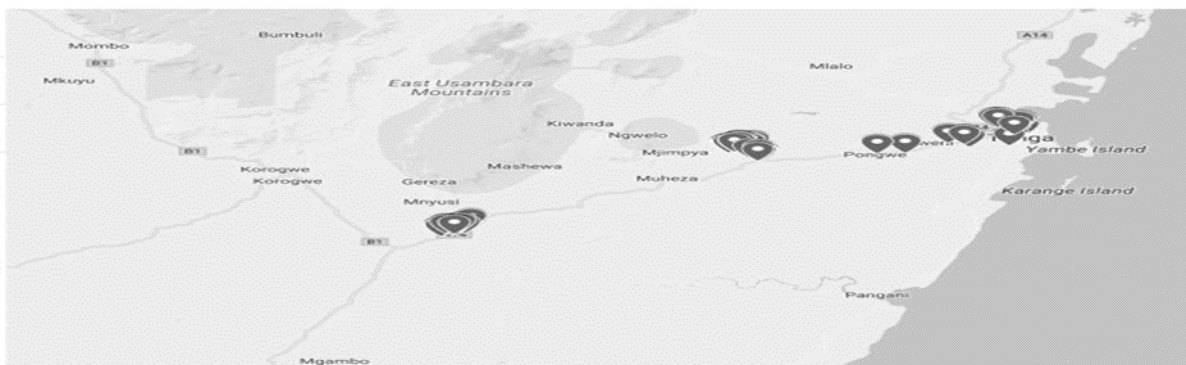 Bumbuli
A14
Mombo
B1
Mlalo
Mkuyu
East Usambara
Mountains
Kiwanda
Ngwelo
B1
Mjimpya
Pongwe
Yambe Island
Korogwe
Mashewa
Korogwe
Gereza
Muheza
Karange Island
Mnyusi
B1
Pangani
Mgambo